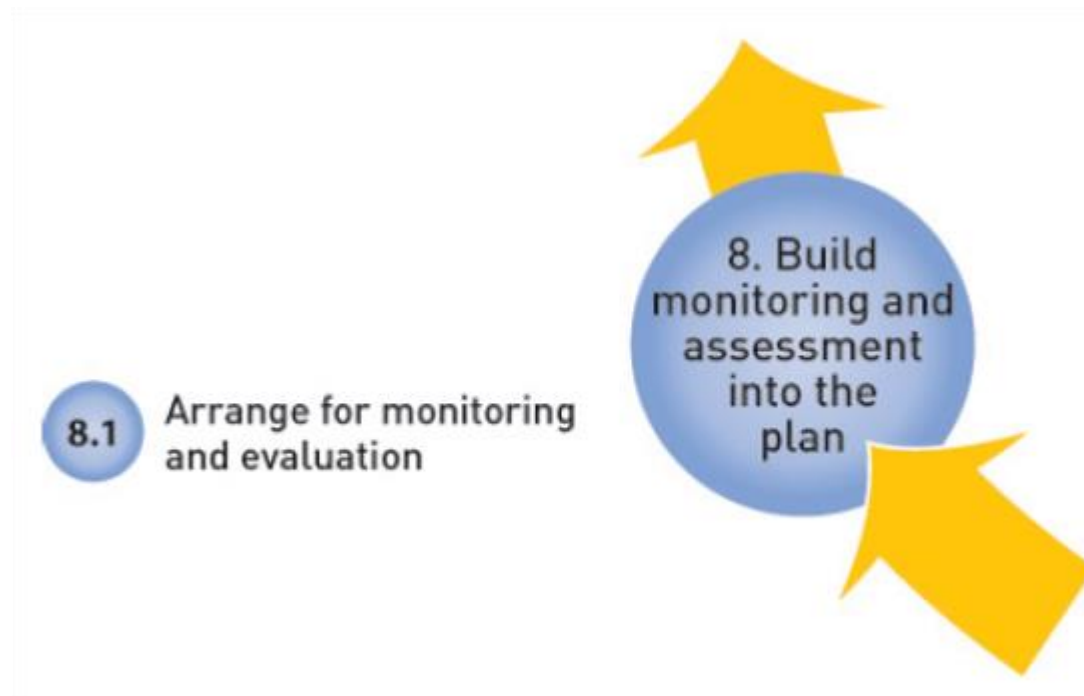 8.1
Arrange for monitoring
and evaluation
8. Build
monitoring and
assessment
into the
plan